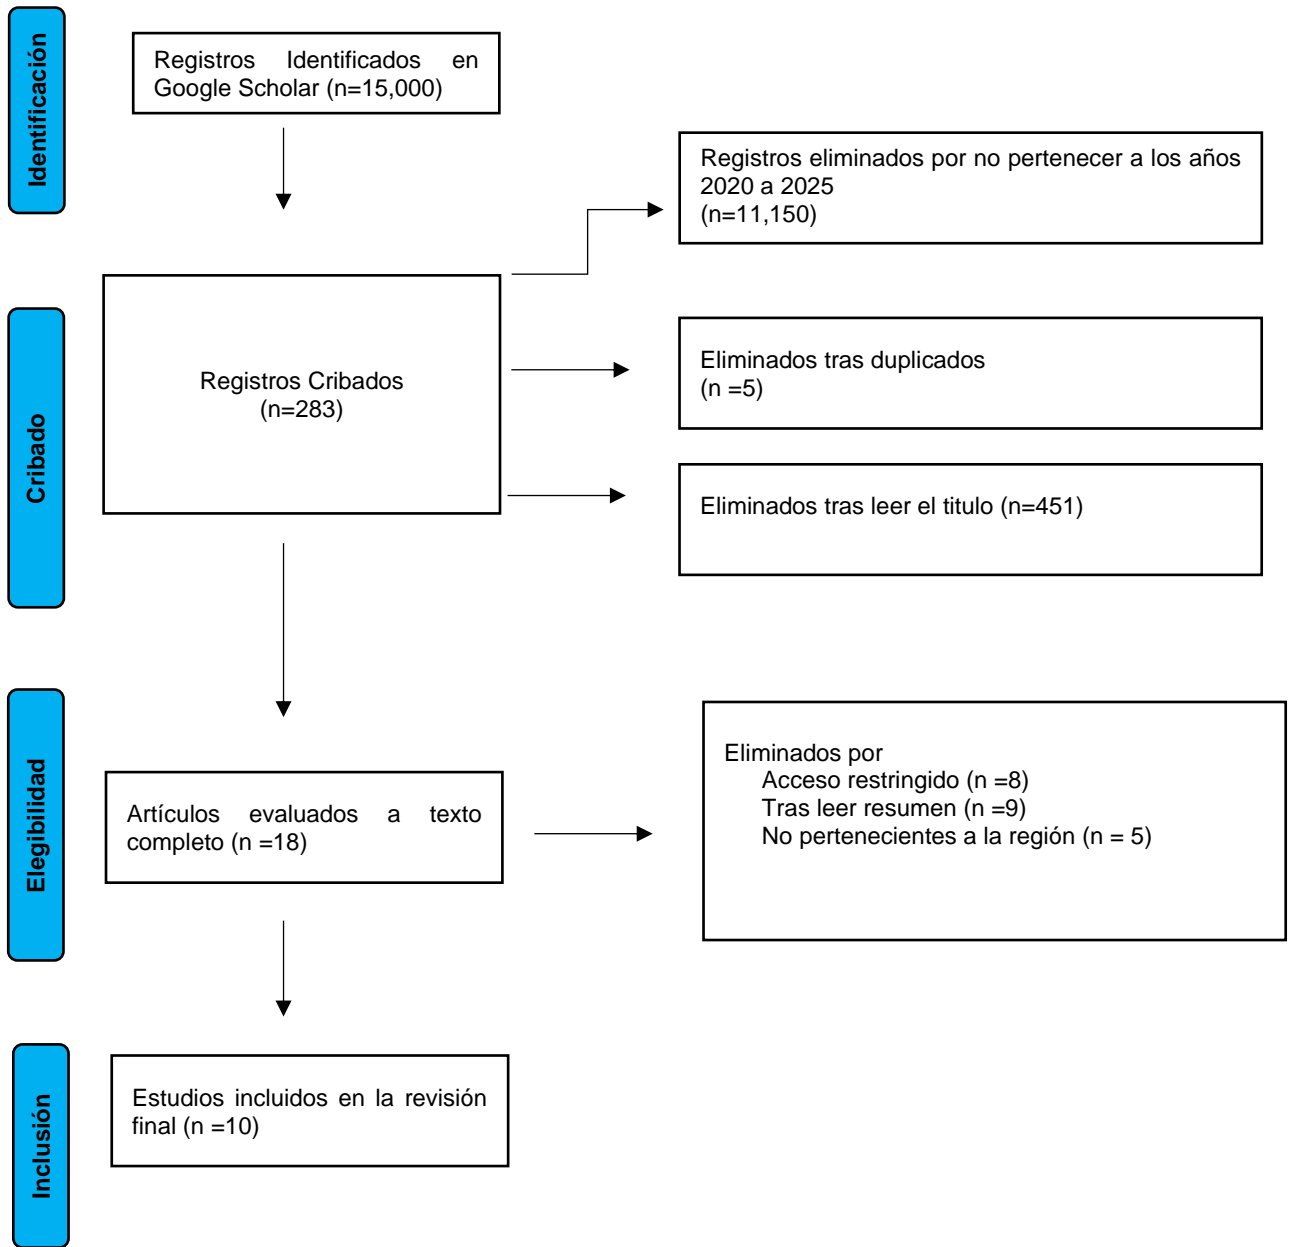 Identificación
Registros Identificados en
Google Scholar (n=15,000)
Registros eliminados por no pertenecer a los años
2020 a 2025
(n=11,150)
Cribado
Registros Cribados
(n=283)
Eliminados tras duplicados
(n =5)
Eliminados tras leer el titulo (n=451)
Elegibilidad
Artículos evaluados a texto
completo (n =18)
Eliminados por
Acceso restringido (n =8)
Tras leer resumen (n =9)
No pertenecientes a la región (n = 5)
Inclusión
Estudios incluidos en la revisión
final (n =10)